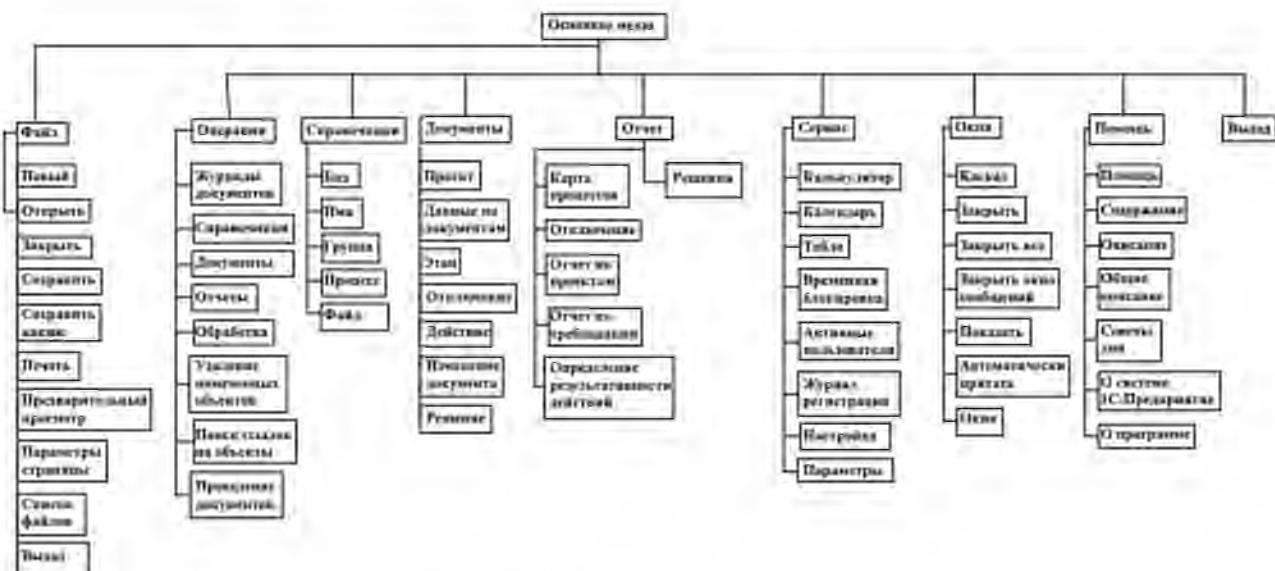 Основное меню
Файл
Новый
Открыть
Закрыть
Сохранить
Сохранить
как
Печать
Предварительный
просмотр
Параметры
страницы
Список
файлов
Выход
Операции
Журналы
документов
Справочники
Документы
Отчеты
Обработка
Удаление
помеченных
объектов
Поиск ссылок
на объекты
Проведение
документов
Справочники
Вид
Имя
Группа
Процесс
Файл
Документы
Проект
Данные по
документам
Этап
Отклонение
Действие
Изменение
документа
Решение
Отчет
Карта
процессов
Отклонение
Отчет по
проектам
Отчет по
требованиям
Определение
результативности
действий
Решения
Сервис
Калькулятор
Календарь
Табло
Временная
блокировка
Активные
пользователи
Журнал
регистрации
Настройка
Параметры
Окна
Каскад
Закрыть
Закрыть все
Закрыть окно
сообщений
Показать
Автоматически
прятать
Окно
Помощь
Помощь
Содержание
Описание
Общее
описание
Советы
дня
О системе
1С:Предприятие
О программе
Выход